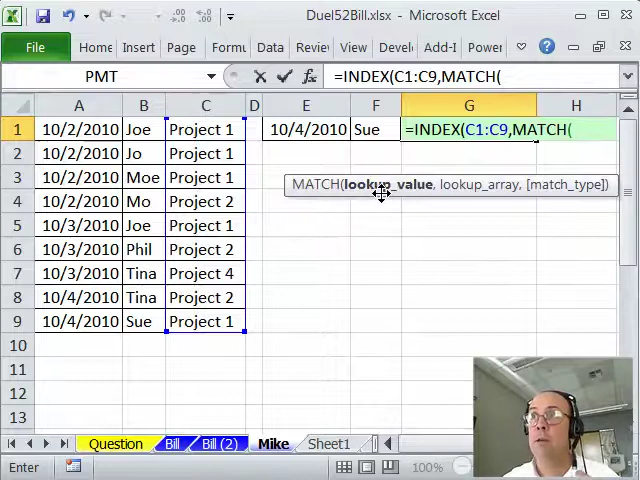 Duel52Bill.xlsx - Microsoft Excel
File Home Insert Page Formu Data Reviev View Develo Add-I Power
PMT =INDEX(C1:C9,MATCH(
A B C D E F G H
1 10/2/2010 Joe Project 1 10/4/2010 Sue =INDEX(C1:C9,MATCH(
2 10/2/2010 Jo Project 1
3 10/2/2010 Moe Project 1
MATCH(lookup_value, lookup_array, [match_type])
4 10/2/2010 Mo Project 2
5 10/3/2010 Joe Project 1
6 10/3/2010 Phil Project 2
7 10/3/2010 Tina Project 4
8 10/4/2010 Tina Project 2
9 10/4/2010 Sue Project 1
10
11
12
13
Question Bill Bill (2) Mike Sheet1
Enter 100%